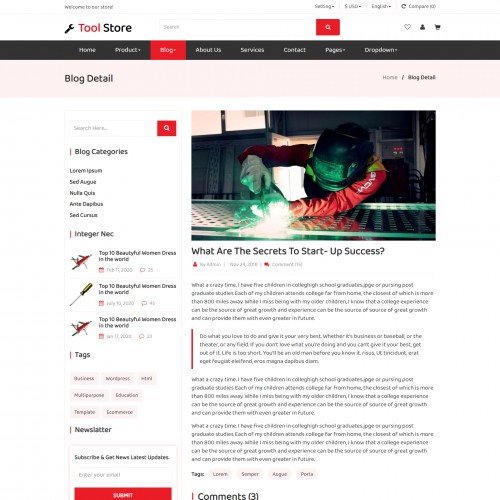 Welcome to our store!
Setting
$ USD
English
Compare (0)
Tool Store
Search
Home Product Blog About Us Services Contact Pages Dropdown
Blog Detail
Home / Blog Detail
Search Here...
Blog Categories
Lorem Ipsum
Sed Augue
Nulla Quis
Ante Dapibus
Sed Cursus
Integer Nec
Top 10 Beautyful Women Dress
in the world
Feb 11, 2020 25
Top 10 Beautyful Women Dress
in the world
July 10, 2020 45
Top 10 Beautyful Women Dress
in the world
Jan 17, 2020 23
Tags
Business Wordpress Html
Multipurpose Education
Template Ecommerce
Newslatter
Subscribe & Get News Latest Updates.
Enter your email
SUBMIT
What Are The Secrets To Start- Up Success?
By Admin | Nov 24, 2018 | Comment (15)
What a crazy time. I have five children in colleghigh school graduates.jpge or pursing post
graduate studies Each of my children attends college far from home, the closest of which is more
than 800 miles away. While I miss being with my older children, I know that a college experience
can be the source of great growth and experience can be the source of source of great growth
and can provide them with even greater in future.
Do what you love to do and give it your very best. Whether it's business or baseball, or the
theater, or any field. If you don't love what you're doing and you can't give it your best, get
out of it. Life is too short. You'll be an old man before you know it. risus. Ut tincidunt, erat
eget feugiat eleifend, eros magna dapibus diam.
What a crazy time. I have five children in colleghigh school graduates.jpge or pursing post
graduate studies Each of my children attends college far from home, the closest of which is more
than 800 miles away. While I miss being with my older children, I know that a college experience
can be the source of great growth and experience can be the source of source of great growth
and can provide them with even greater in future.
What a crazy time. I have five children in colleghigh school graduates.jpge or pursing post
graduate studies Each of my children attends college far from home, the closest of which is more
than 800 miles away. While I miss being with my older children, I know that a college experience
can be the source of great growth and experience can be the source of source of great growth
and can provide them with even greater in future.
Tags: Lorem Semper Augue Porta
Comments (3)